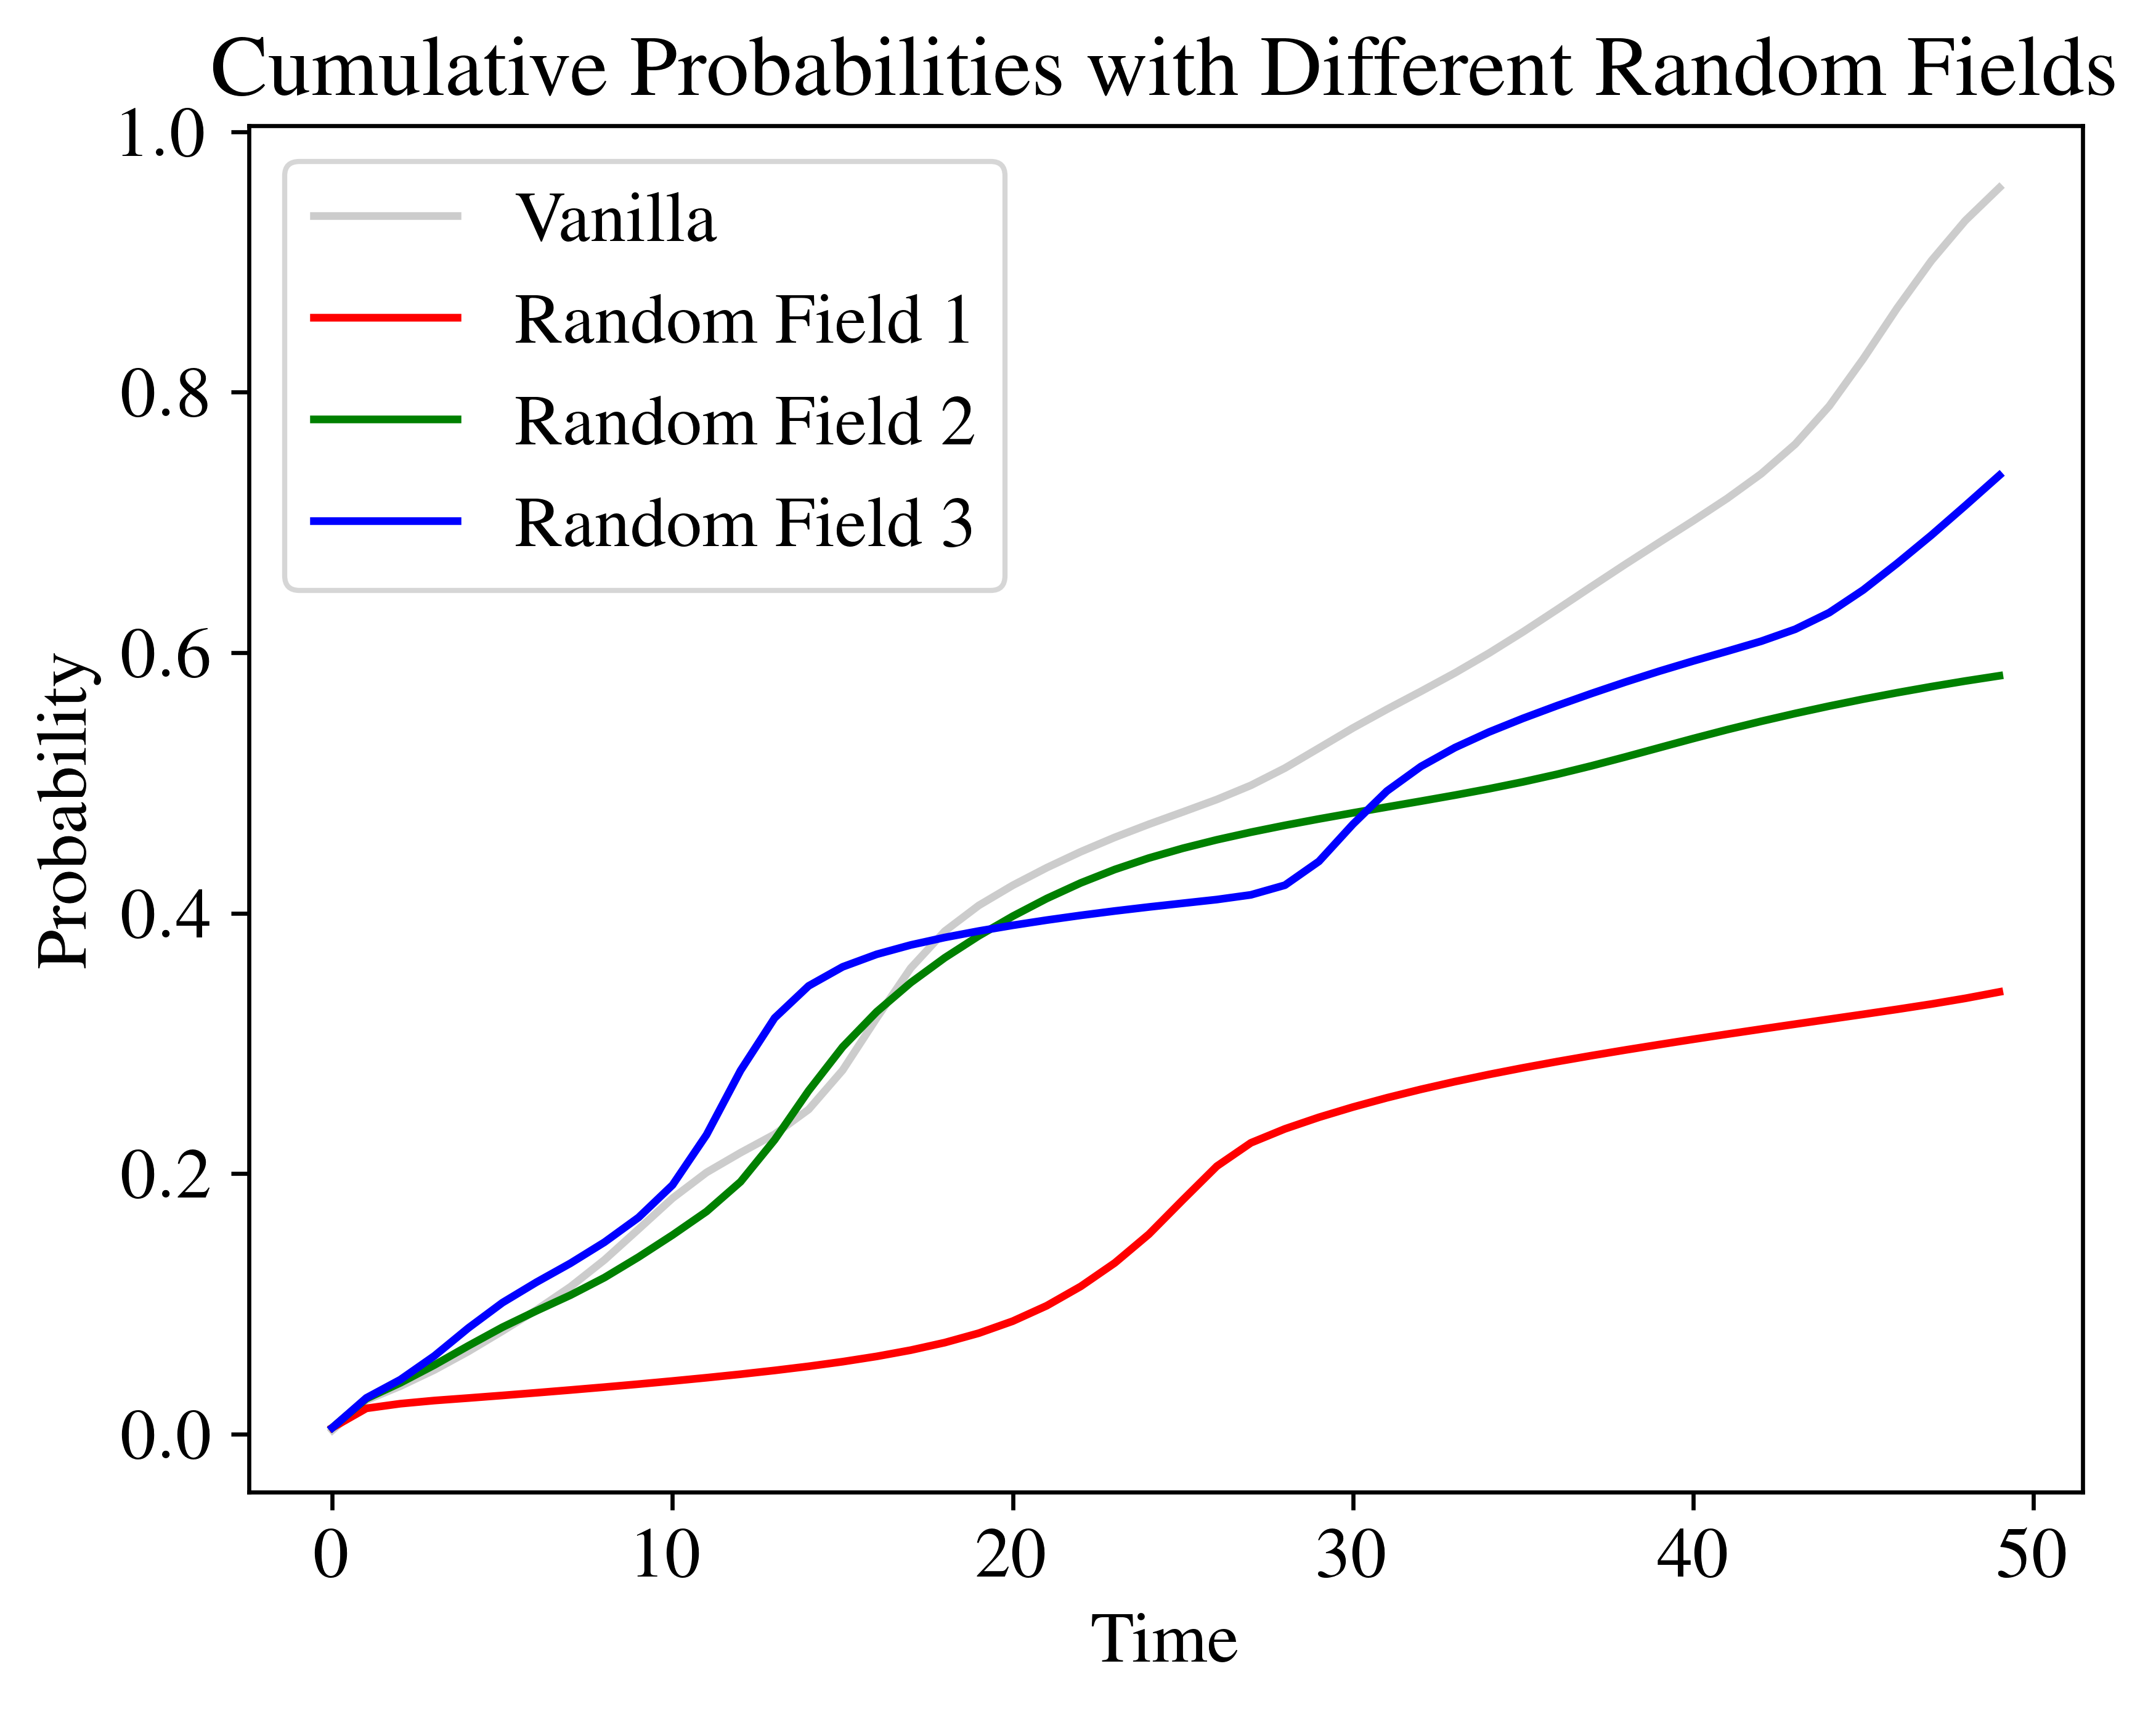 Cumulative Probabilities with Different Random Fields
1.0
0.8
0.6
0.4
0.2
0.0
Probability
Vanilla
Random Field 1
Random Field 2
Random Field 3
0 10 20 30 40 50
Time